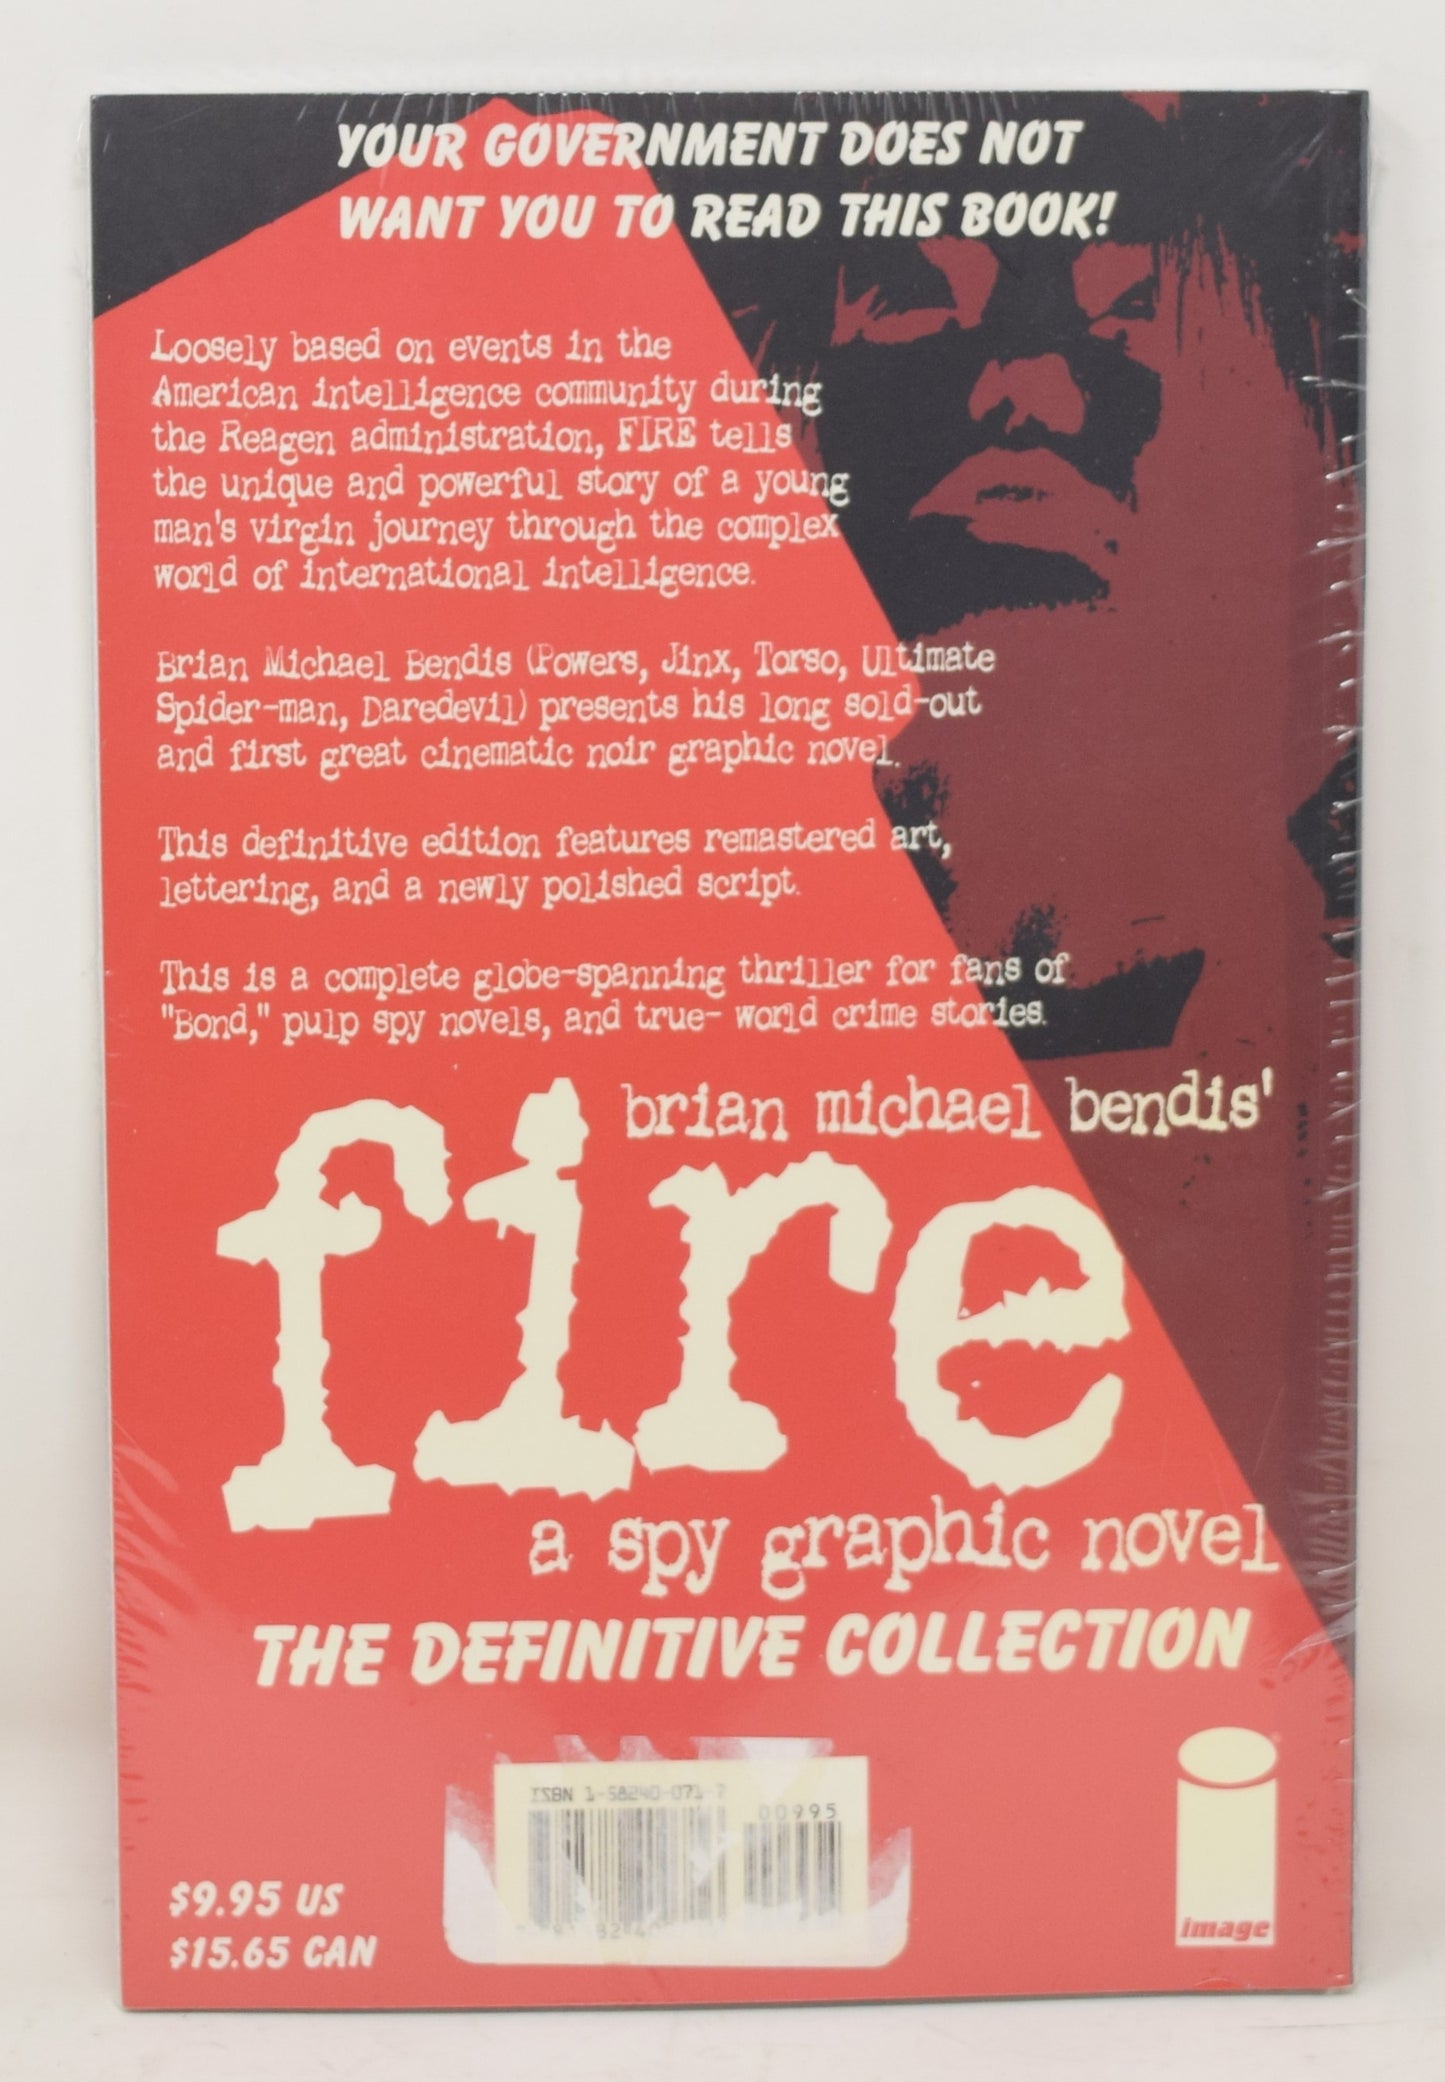 YOUR GOVERNMENT DOES NOT
WANT YOU TO READ THIS BOOK!
Loosely based on events in the
American intelligence community during
the Reagen administration, FIRE tells
the unique and powerful story of a young
man's virgin journey through the complex
world of international intelligence.
Brian Michael Bendis (Powers, Jinx, Torso, Ultimate
Spider-man, Daredevil) presents his long sold-out
and first great cinematic noir graphic novel.
This definitive edition features remastered art,
lettering, and a newly polished script.
This is a complete globe-spanning thriller for fans of
"Bond," pulp spy novels, and true- world crime stories.
brian michael bendis'
fire
a spy graphic novel
THE DEFINITIVE COLLECTION
ISBN 1-58240-071-7
00995
$9.95 US
$15.65 CAN
image